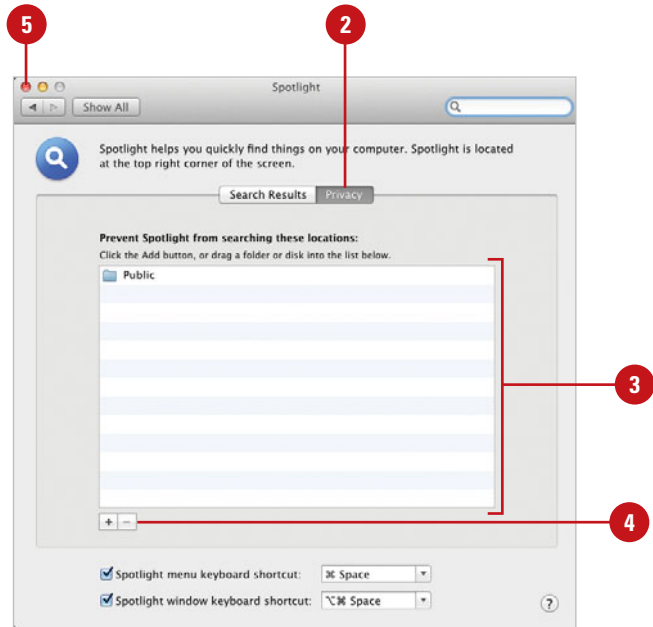 5
2
Spotlight
Show All
Spotlight helps you quickly find things on your computer. Spotlight is located
at the top right corner of the screen.
Search Results
Privacy
Prevent Spotlight from searching these locations:
Click the Add button, or drag a folder or disk into the list below.
Public
3
+ −
4
Spotlight menu keyboard shortcut: ⌘ Space
Spotlight window keyboard shortcut: ⌥⌘ Space
?